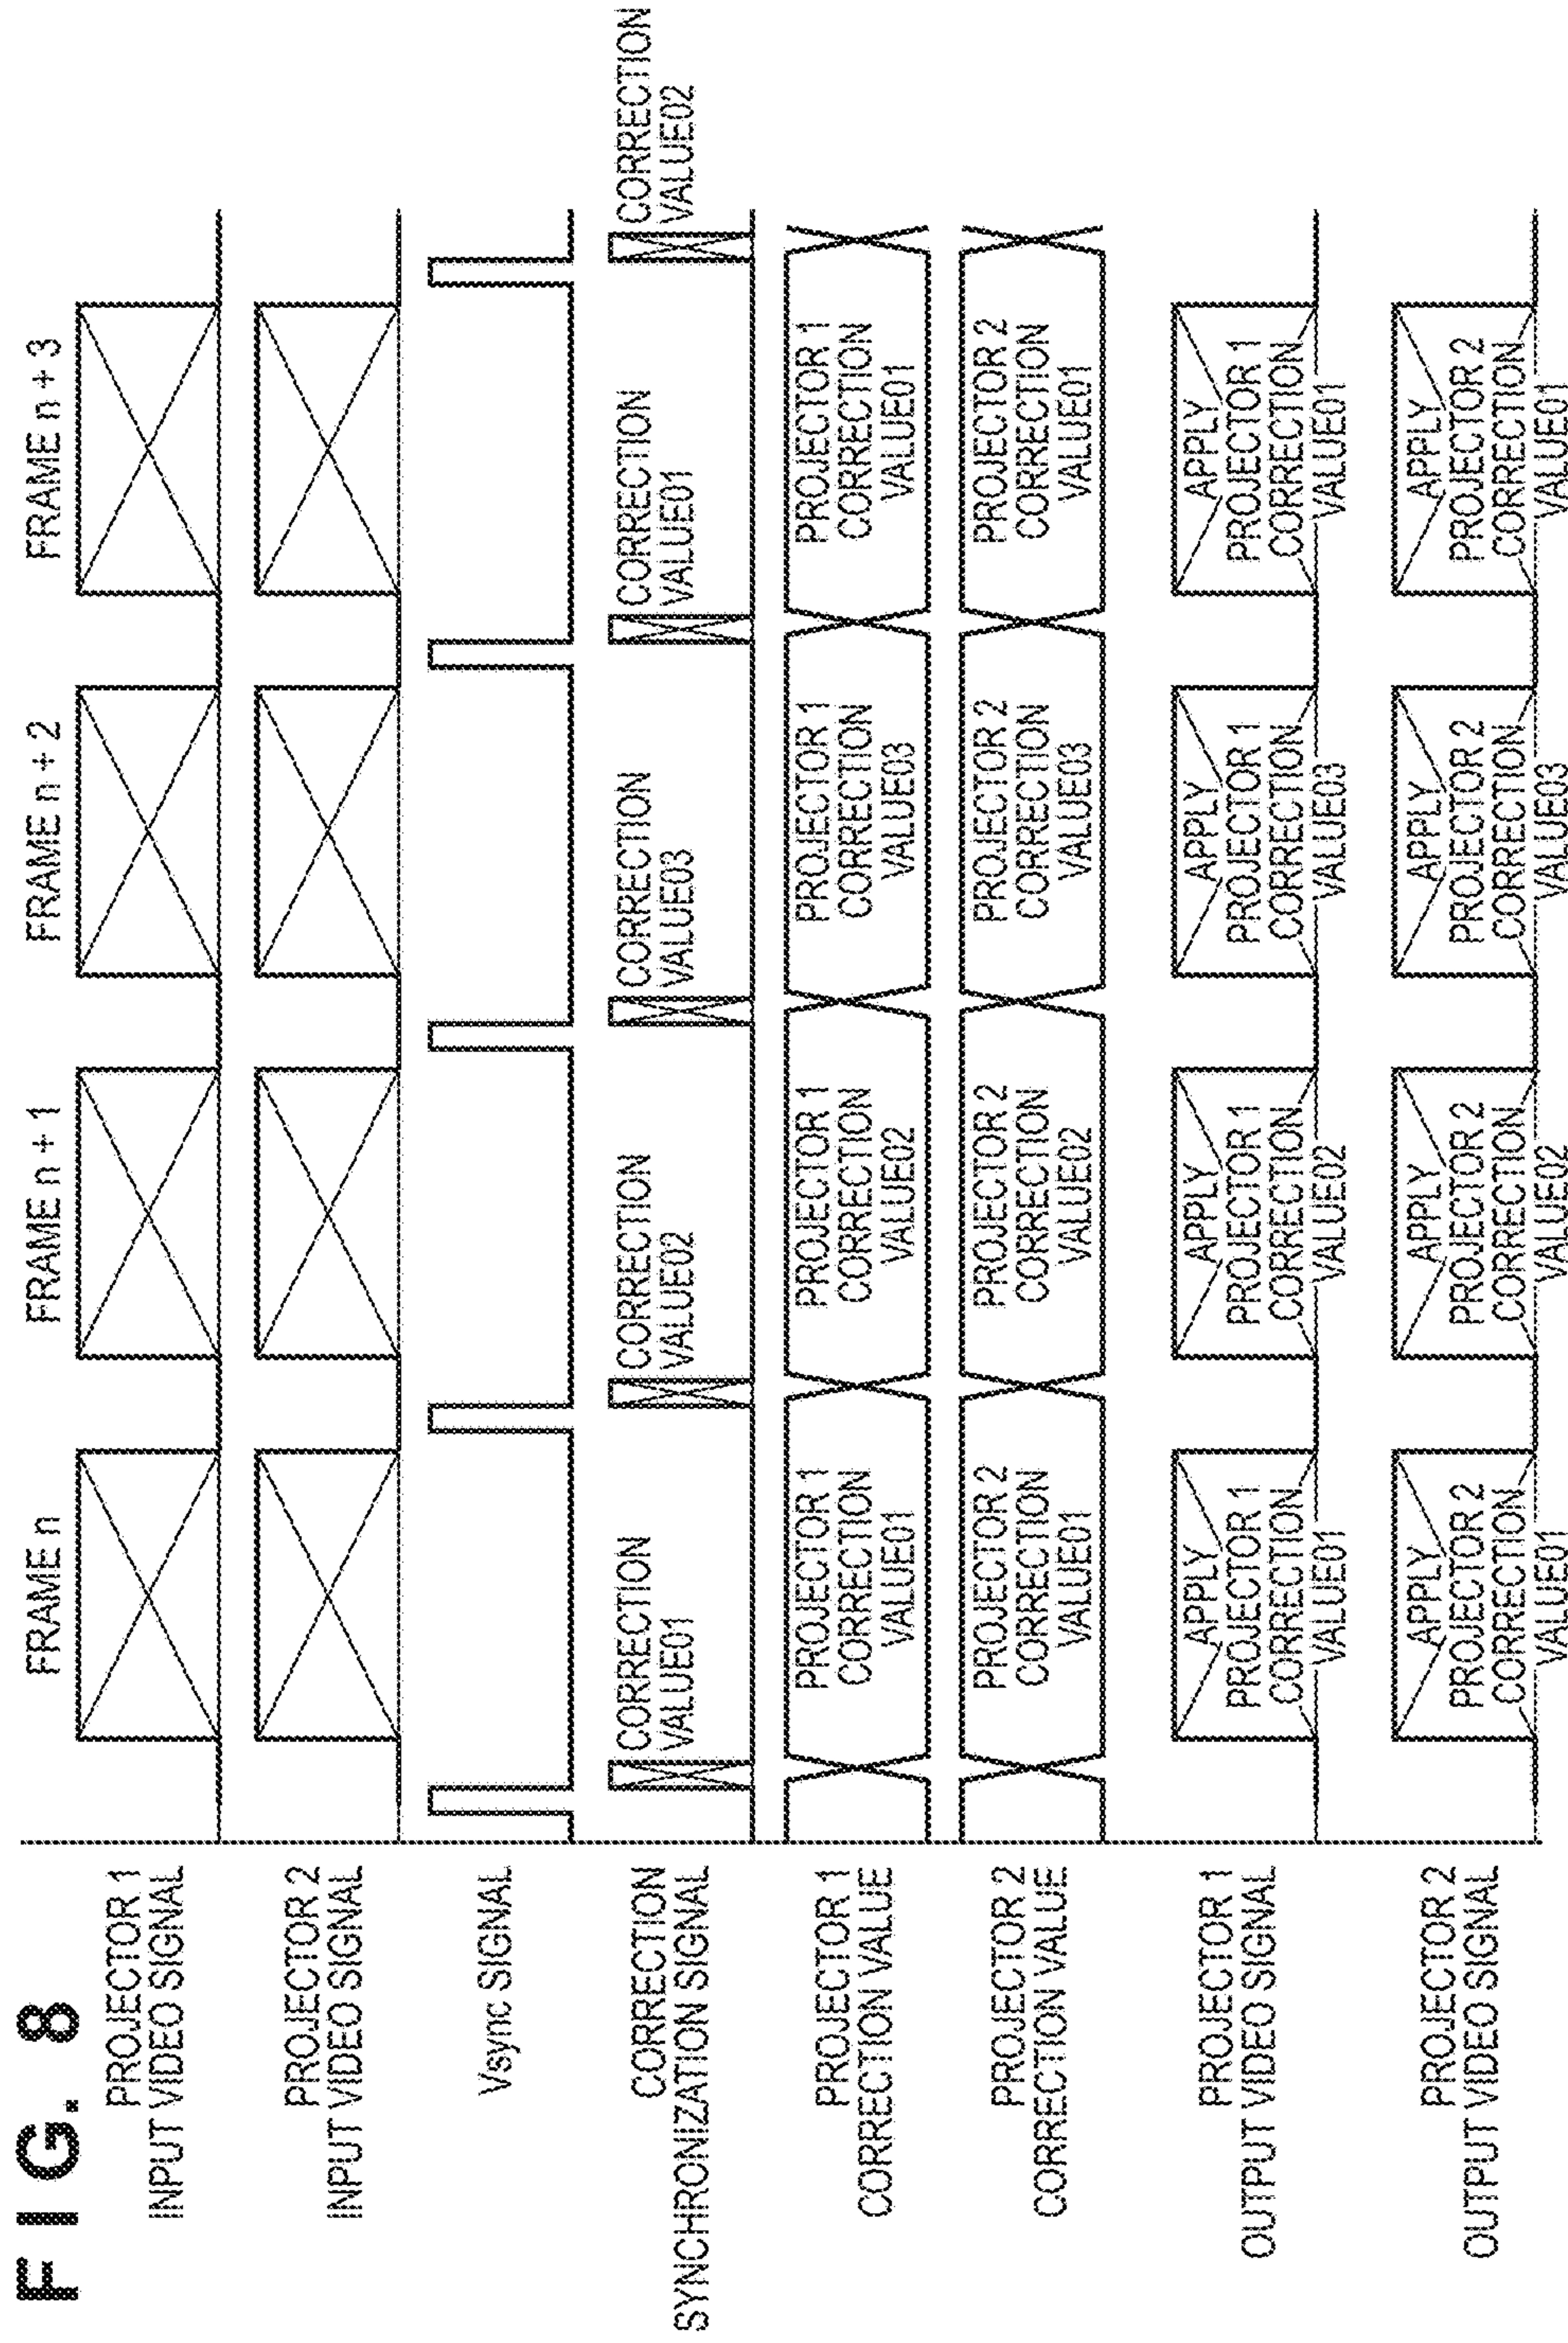 FIG. 8
FRAME n
FRAME n + 1
FRAME n + 2
FRAME n + 3
PROJECTOR 1
INPUT VIDEO SIGNAL
PROJECTOR 2
INPUT VIDEO SIGNAL
Vsync SIGNAL
CORRECTION
SYNCHRONIZATION SIGNAL
CORRECTION
VALUE01
CORRECTION
VALUE02
CORRECTION
VALUE03
CORRECTION
VALUE01
CORRECTION
VALUE02
PROJECTOR 1
CORRECTION VALUE
PROJECTOR 1
CORRECTION
VALUE01
PROJECTOR 1
CORRECTION
VALUE02
PROJECTOR 1
CORRECTION
VALUE03
PROJECTOR 1
CORRECTION
VALUE01
PROJECTOR 2
CORRECTION VALUE
PROJECTOR 2
CORRECTION
VALUE01
PROJECTOR 2
CORRECTION
VALUE02
PROJECTOR 2
CORRECTION
VALUE03
PROJECTOR 2
CORRECTION
VALUE01
PROJECTOR 1
OUTPUT VIDEO SIGNAL
APPLY
PROJECTOR 1
CORRECTION
VALUE01
APPLY
PROJECTOR 1
CORRECTION
VALUE02
APPLY
PROJECTOR 1
CORRECTION
VALUE03
APPLY
PROJECTOR 1
CORRECTION
VALUE01
PROJECTOR 2
OUTPUT VIDEO SIGNAL
APPLY
PROJECTOR 2
CORRECTION
VALUE01
APPLY
PROJECTOR 2
CORRECTION
VALUE02
APPLY
PROJECTOR 2
CORRECTION
VALUE03
APPLY
PROJECTOR 2
CORRECTION
VALUE01